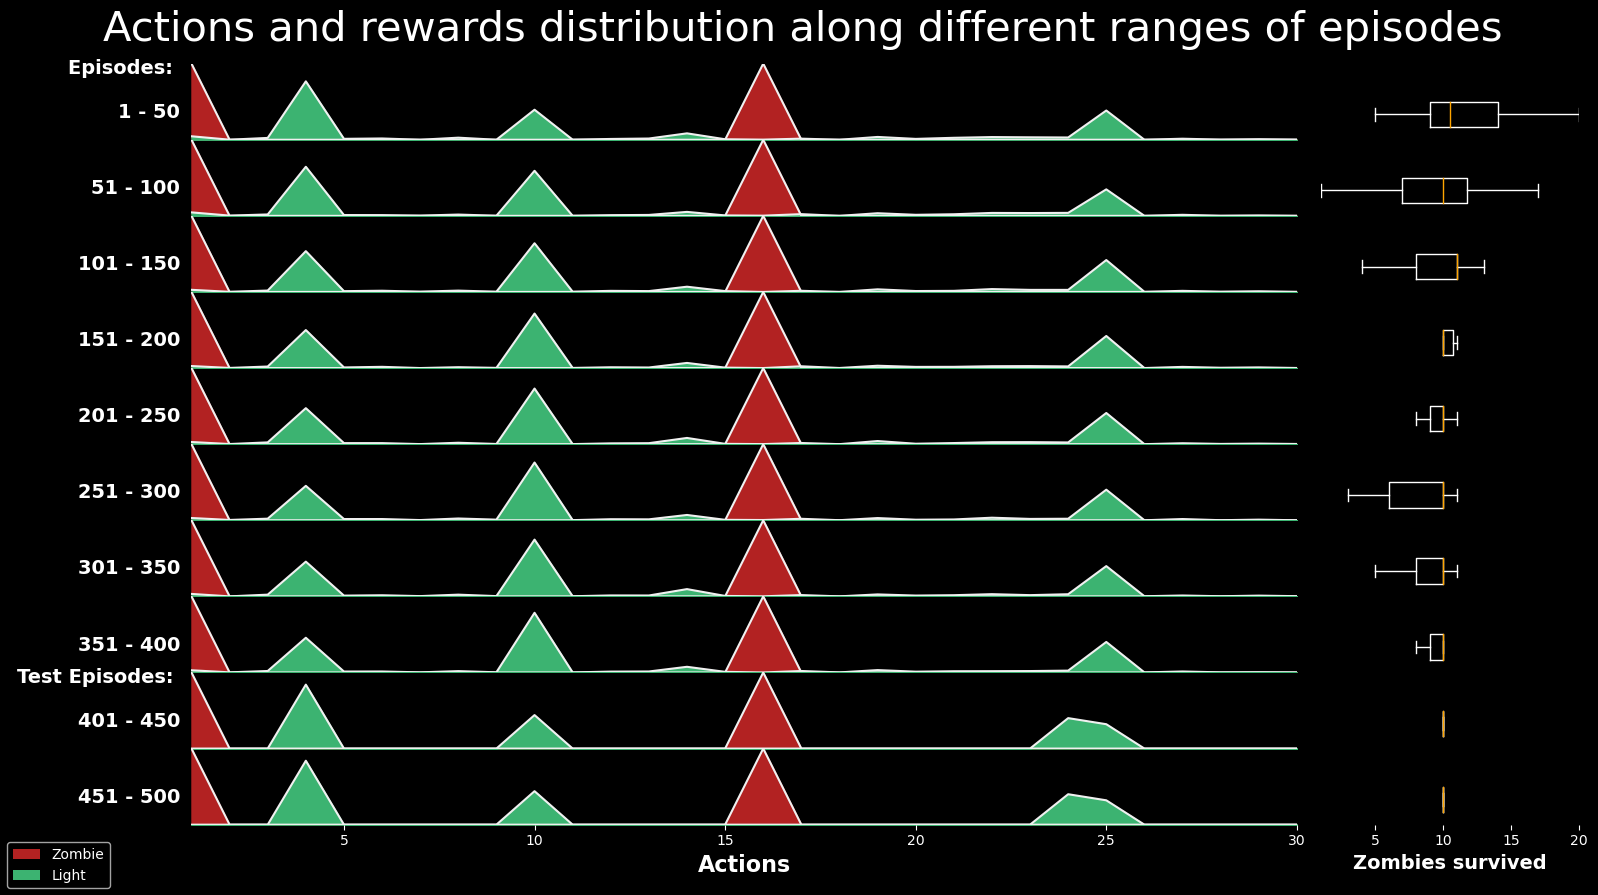 Actions and rewards distribution along different ranges of episodes
Episodes:
1 - 50
51 - 100
101 - 150
151 - 200
201 - 250
251 - 300
301 - 350
351 - 400
Test Episodes:
401 - 450
451 - 500
5 10 15 20 25 30
5 10 15 20
Actions
Zombies survived
Zombie
Light